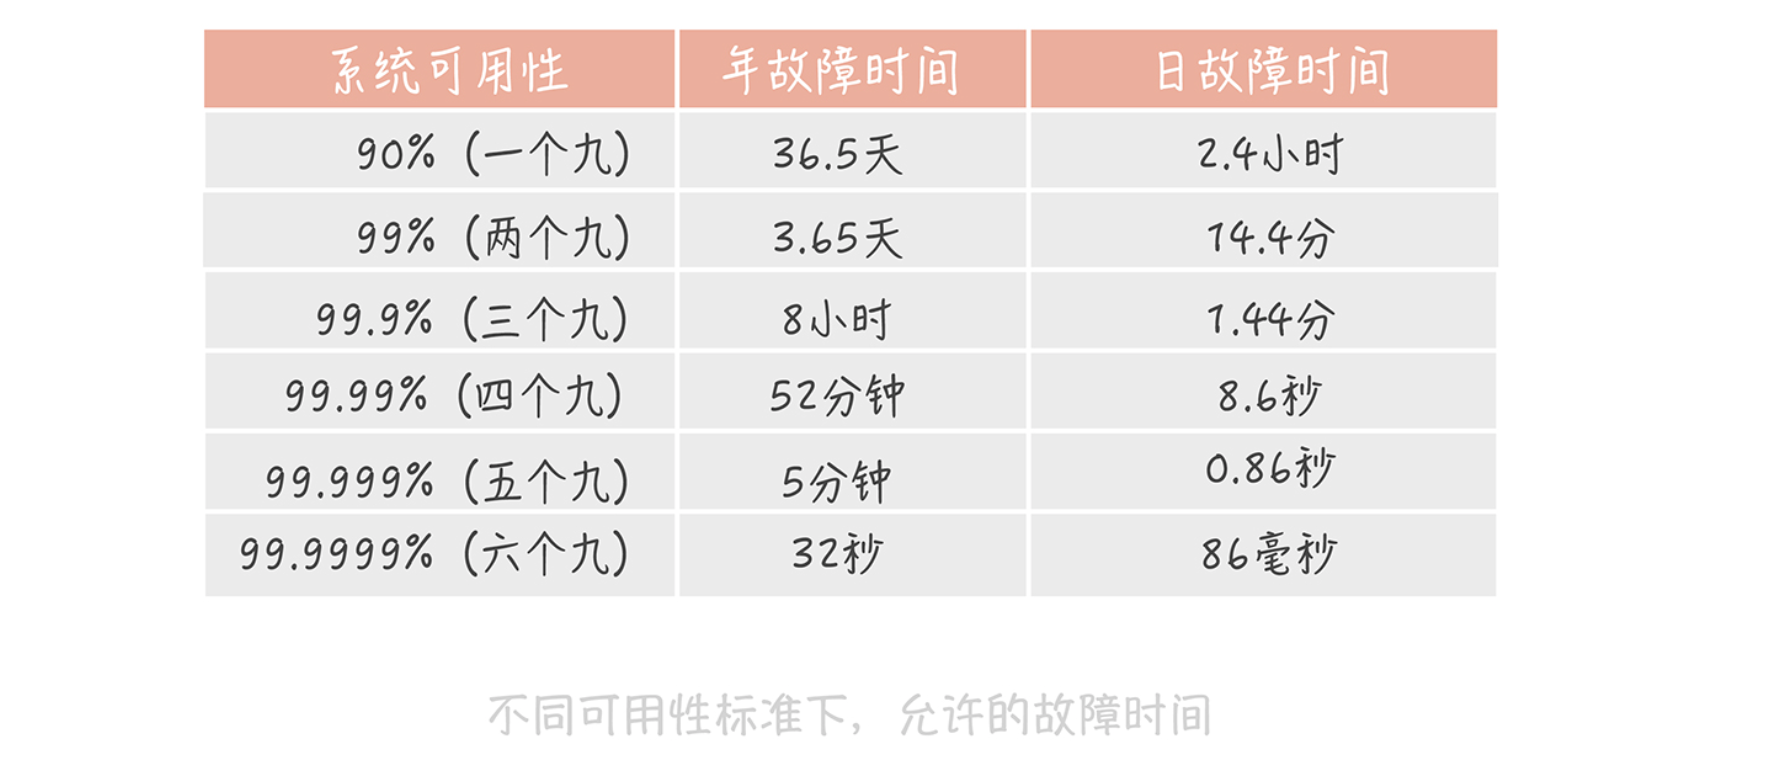 系统可用性 年故障时间 日故障时间
90%（一个九） 36.5天 2.4小时
99%（两个九） 3.65天 14.4分
99.9%（三个九） 8小时 1.44分
99.99%（四个九） 52分钟 8.6秒
99.999%（五个九） 5分钟 0.86秒
99.9999%（六个九） 32秒 86毫秒
不同可用性标准下，允许的故障时间